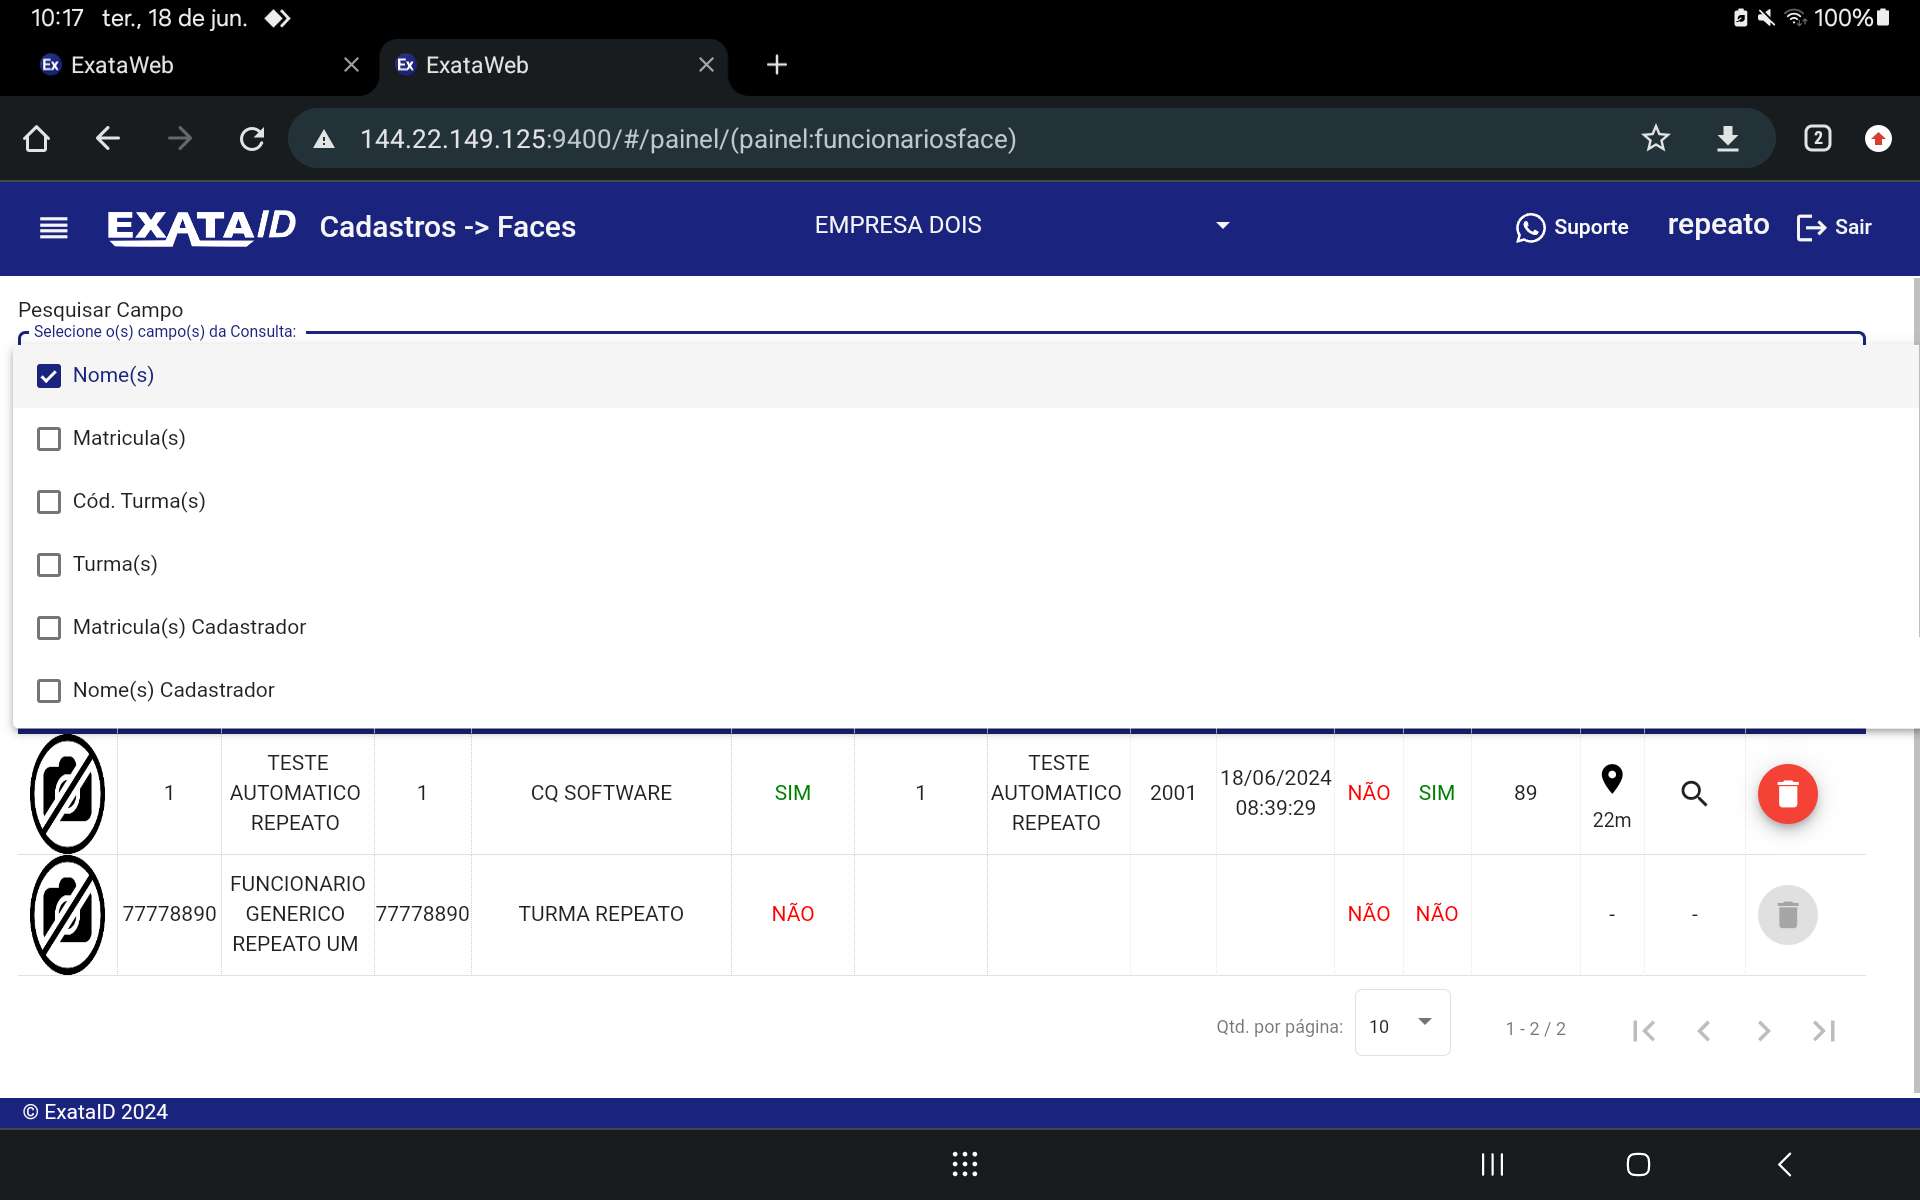 10:17 ter., 18 de jun. 100%
Ex ExataWeb Ex ExataWeb
144.22.149.125:9400/#/painel/(painel:funcionariosface) 2
EXATA/ID Cadastros -> Faces EMPRESA DOIS Suporte repeato Sair
Pesquisar Campo
Selecione o(s) campo(s) da Consulta:
Nome(s)
Matricula(s)
Cód. Turma(s)
Turma(s)
Matricula(s) Cadastrador
Nome(s) Cadastrador
1 TESTE AUTOMATICO REPEATO 1 CQ SOFTWARE SIM 1 TESTE AUTOMATICO REPEATO 2001 18/06/2024 08:39:29 NÃO SIM 89 22m
77778890 FUNCIONARIO GENERICO REPEATO UM 77778890 TURMA REPEATO NÃO NÃO NÃO - -
Qtd. por página: 10 1 - 2 / 2
© ExataID 2024